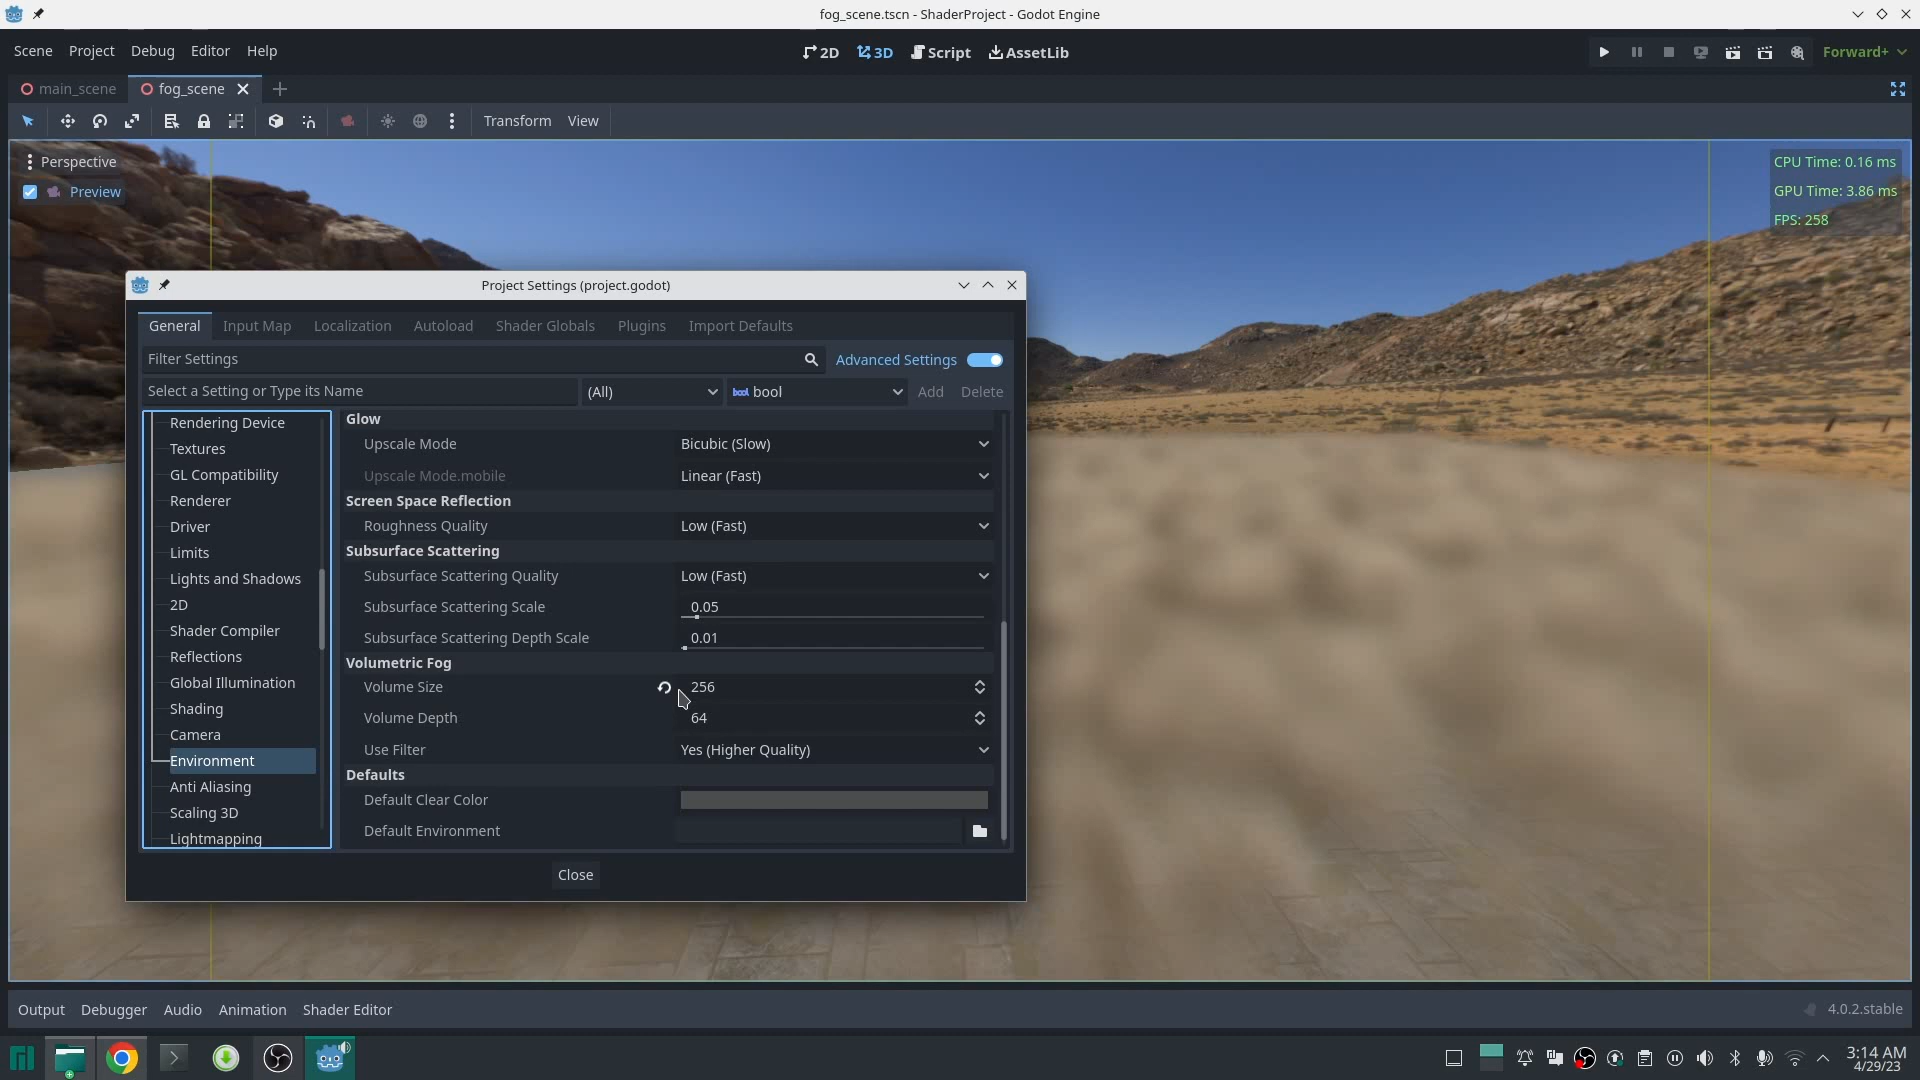 fog_scene.tscn - ShaderProject - Godot Engine
Scene Project Debug Editor Help
2D 3D Script AssetLib
Forward+
main_scene fog_scene
Transform View
Perspective
Preview
CPU Time: 0.16 ms
GPU Time: 3.86 ms
FPS: 258
Project Settings (project.godot)
General Input Map Localization Autoload Shader Globals Plugins Import Defaults
Filter Settings
Advanced Settings
Select a Setting or Type its Name
(All)
bool
Add Delete
Rendering Device
Textures
GL Compatibility
Renderer
Driver
Limits
Lights and Shadows
2D
Shader Compiler
Reflections
Global Illumination
Shading
Camera
Environment
Anti Aliasing
Scaling 3D
Lightmapping
Glow
Upscale Mode Bicubic (Slow)
Upscale Mode.mobile Linear (Fast)
Screen Space Reflection
Roughness Quality Low (Fast)
Subsurface Scattering
Subsurface Scattering Quality Low (Fast)
Subsurface Scattering Scale 0.05
Subsurface Scattering Depth Scale 0.01
Volumetric Fog
Volume Size 256
Volume Depth 64
Use Filter Yes (Higher Quality)
Defaults
Default Clear Color
Default Environment
Close
Output Debugger Audio Animation Shader Editor
4.0.2.stable
3:14 AM
4/29/23